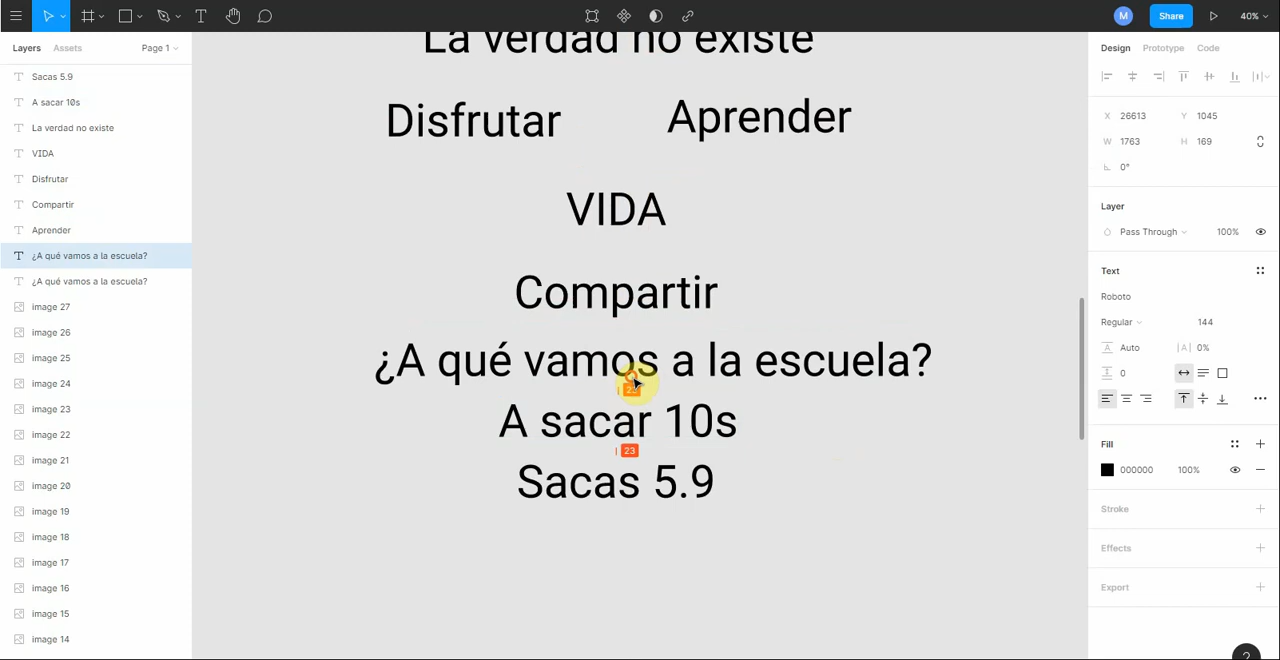 M
Share
40%
Layers
Assets
Page 1
Design
Prototype
Code
Sacas 5.9
A sacar 10s
La verdad no existe
VIDA
Disfrutar
Compartir
Aprender
¿A qué vamos a la escuela?
¿A qué vamos a la escuela?
image 27
image 26
image 25
image 24
image 23
image 22
image 21
image 20
image 19
image 18
image 17
image 16
image 15
image 14
La verdad no existe
Disfrutar
Aprender
VIDA
Compartir
¿A qué vamos a la escuela?
A sacar 10s
23
Sacas 5.9
X 26613 Y 1045
W 1763 H 169
0°
Layer
Pass Through 100%
Text
Roboto
Regular 144
A Auto |A| 0%
0
Fill
000000 100%
Stroke
Effects
Export
?